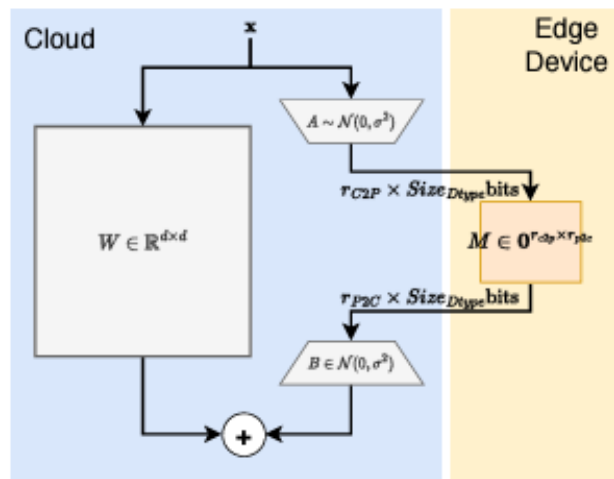 Cloud
Edge
Device
x
A ∼ 𝒩(0, σ²)
r_{C2P} × Size_{Dtype}bits
W ∈ ℝ^{d×d}
M ∈ 0^{r_{c2p}×r_{p2c}}
r_{P2C} × Size_{Dtype}bits
B ∈ 𝒩(0, σ²)
+